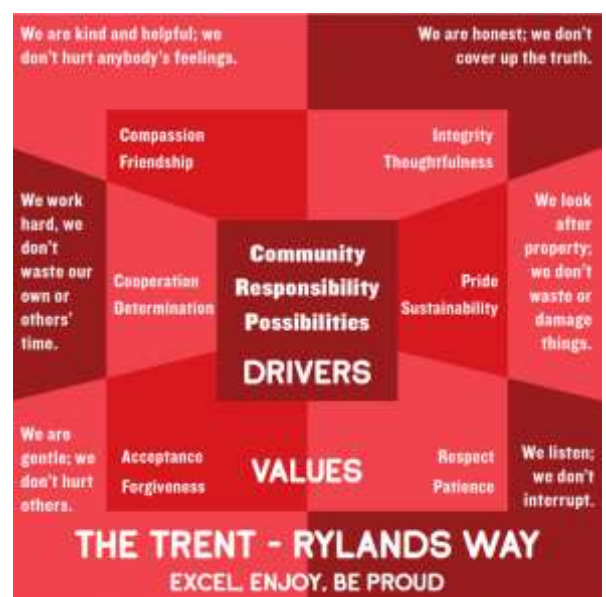 We are kind and helpful; we
don't hurt anybody's feelings.
We are honest; we don't
cover up the truth.
Compassion
Friendship
Integrity
Thoughtfulness
We work
hard, we
don't
waste our
own or
others'
time.
Cooperation
Determination
Community
Responsibility
Possibilities
DRIVERS
Pride
Sustainability
We look
after
property;
we don't
waste or
damage
things.
We are
gentle; we
don't hurt
others.
Acceptance
Forgiveness
VALUES
Respect
Patience
We listen;
we don't
interrupt.
THE TRENT - RYLANDS WAY
EXCEL, ENJOY, BE PROUD